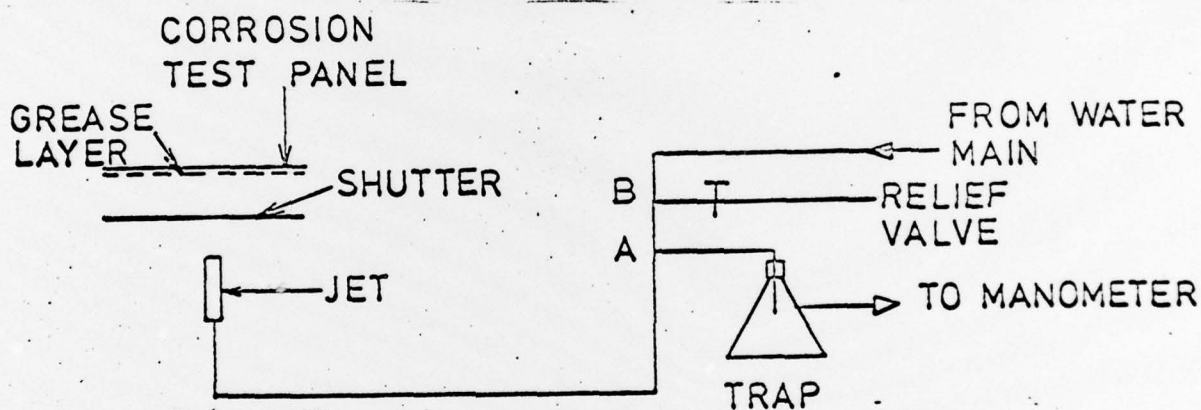 CORROSION
TEST PANEL
GREASE
LAYER
SHUTTER
JET
FROM WATER
MAIN
B
RELIEF
VALVE
A
TO MANOMETER
TRAP